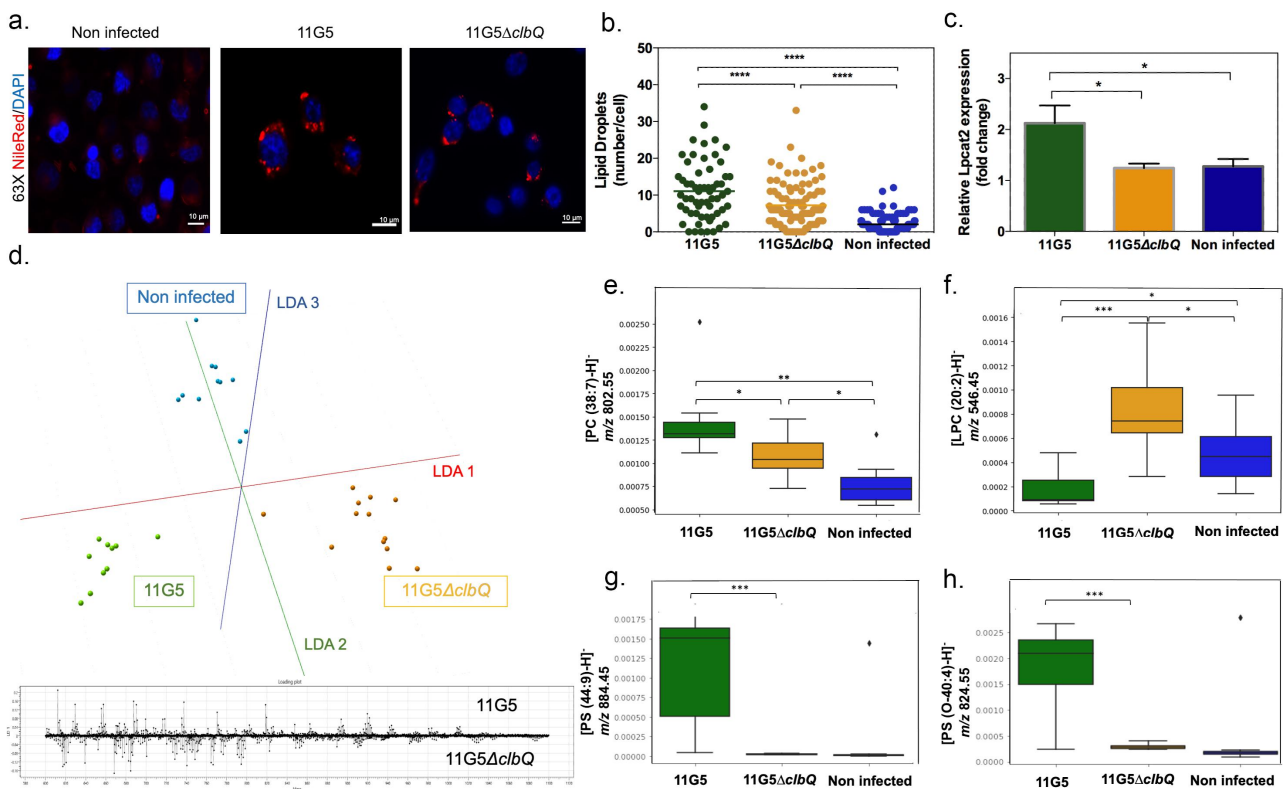 a.
Non infected
11G5
11G5ΔclbQ
63X NileRed/DAPI
10 µm
10 µm
10 µm
b.
Lipid Droplets
(number/cell)
50
40
30
20
10
0
****
****
****
11G5
11G5ΔclbQ
Non infected
c.
Relative Lpcat2 expression
(fold change)
3
2
1
0
*
*
11G5
11G5ΔclbQ
Non infected
d.
Non infected
LDA 3
LDA 1
11G5
11G5ΔclbQ
LDA 2
Loading plot
11G5
11G5ΔclbQ
e.
[PC (38:7)-H]-
m/z 802.55
0.00250
0.00225
0.00200
0.00175
0.00150
0.00125
0.00100
0.00075
0.00050
**
*
*
11G5
11G5ΔclbQ
Non infected
f.
[LPC (20:2)-H]-
m/z 546.45
0.0016
0.0014
0.0012
0.0010
0.0008
0.0006
0.0004
0.0002
0.0000
*
***
*
11G5
11G5ΔclbQ
Non infected
g.
[PS (44:9)-H]-
m/z 884.45
0.00175
0.00150
0.00125
0.00100
0.00075
0.00050
0.00025
0.00000
***
11G5
11G5ΔclbQ
Non infected
h.
[PS (O-40:4)-H]-
m/z 824.55
0.0025
0.0020
0.0015
0.0010
0.0005
0.0000
***
11G5
11G5ΔclbQ
Non infected